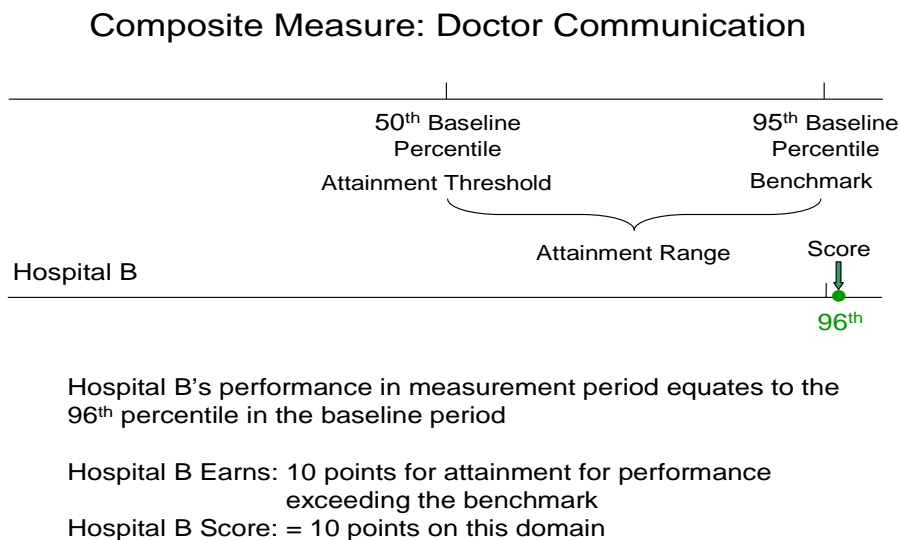 Composite Measure: Doctor Communication
50th Baseline
Percentile
95th Baseline
Percentile
Attainment Threshold
Benchmark
Attainment Range
Score
Hospital B
96th
Hospital B's performance in measurement period equates to the
96th percentile in the baseline period
Hospital B Earns: 10 points for attainment for performance
exceeding the benchmark
Hospital B Score: = 10 points on this domain